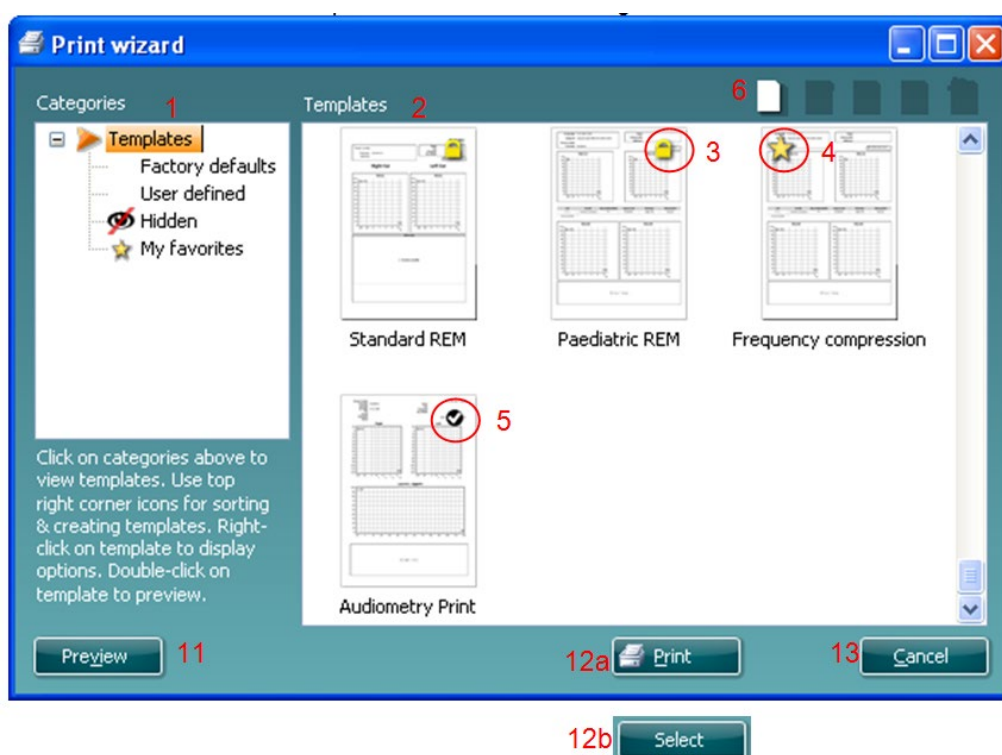 Print wizard
Categories 1
Templates 2
6
Templates
Factory defaults
User defined
Hidden
My favorites
3
4
Standard REM
Paediatric REM
Frequency compression
5
Audiometry Print
Click on categories above to
view templates. Use top
right corner icons for sorting
& creating templates. Right-
click on template to display
options. Double-click on
template to preview.
Preview 11
12a Print
13 Cancel
12b Select